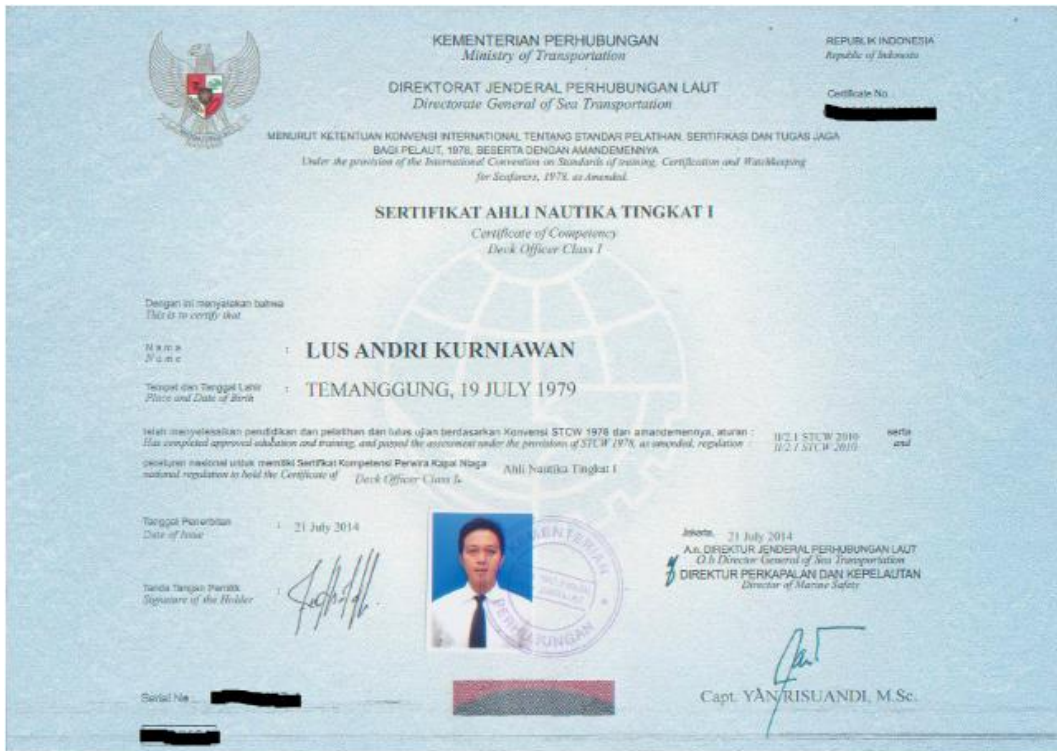 KEMENTERIAN PERHUBUNGAN
Ministry of Transportation
REPUBLIK INDONESIA
Republic of Indonesia
DIREKTORAT JENDERAL PERHUBUNGAN LAUT
Directorate General of Sea Transportation
Certificate No.
MENURUT KETENTUAN KONVENSI INTERNATIONAL TENTANG STANDAR PELATIHAN, SERTIFIKASI DAN TUGAS JAGA
BAGI PELAUT, 1978, BESERTA DENGAN AMANDEMENNYA
Under the provision of the International Convention on Standards of training, Certification and Watchkeeping
for Seafarers, 1978, as Amended.
SERTIFIKAT AHLI NAUTIKA TINGKAT I
Certificate of Competency
Deck Officer Class I
Dengan ini menyatakan bahwa
This is to certify that
Nama
Name
: LUS ANDRI KURNIAWAN
Tempat dan Tanggal Lahir
Place and Date of Birth
: TEMANGGUNG, 19 JULY 1979
telah menyelesaikan pendidikan dan pelatihan dan lulus ujian berdasarkan Konvensi STCW 1978 dan amandemennya, aturan : II/2.1 STCW 2010 serta
Has completed approved education and training, and passed the assessment under the provisions of STCW 1978, as amended, regulation : II/2.1 STCW 2010 and
peraturan nasional untuk memiliki Sertifikat Kompetensi Perwira Kapal Niaga Ahli Nautika Tingkat I
national regulation to hold the Certificate of Deck Officer Class I
Tanggal Penerbitan
Date of Issue
: 21 July 2014
Jakarta, 21 July 2014
A.n. DIREKTUR JENDERAL PERHUBUNGAN LAUT
O.b Director General of Sea Transportation
DIREKTUR PERKAPALAN DAN KEPELAUTAN
Director of Marine Safety
Tanda Tangan Pemilik
Signature of the Holder
:
KEMENTERIAN
PERHUBUNGAN
Serial No :
Capt. YAN RISUANDI, M.Sc.